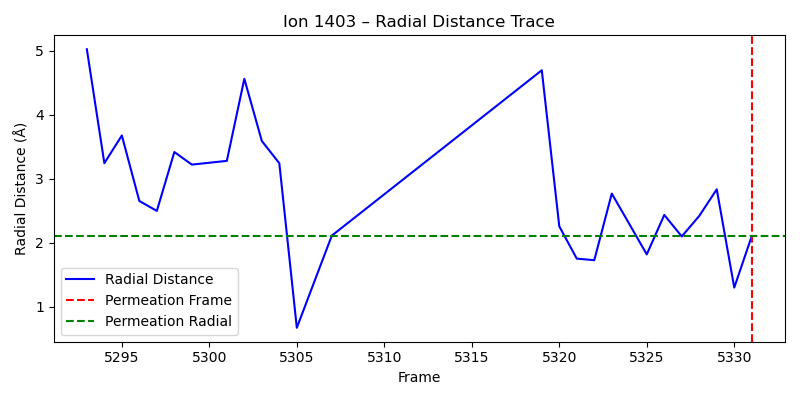 Ion 1403 – Radial Distance Trace
Radial Distance (Å)
5
4
3
2
1
Radial Distance
Permeation Frame
Permeation Radial
5295 5300 5305 5310 5315 5320 5325 5330
Frame